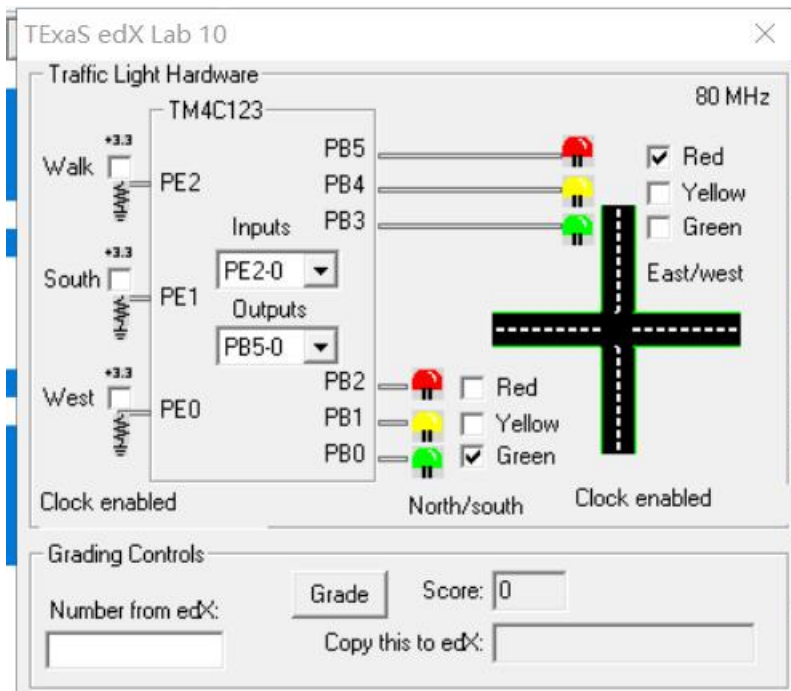 TExaS edX Lab 10
Traffic Light Hardware
80 MHz
TM4C123
+3.3
Walk
PE2
PB5
Red
PB4
Yellow
PB3
Green
Inputs
PE2-0
East/west
+3.3
South
PE1
Outputs
PB5-0
+3.3
West
PE0
PB2
Red
PB1
Yellow
PB0
Green
Clock enabled
North/south
Clock enabled
Grading Controls
Number from edX:
Grade
Score: 0
Copy this to edX: